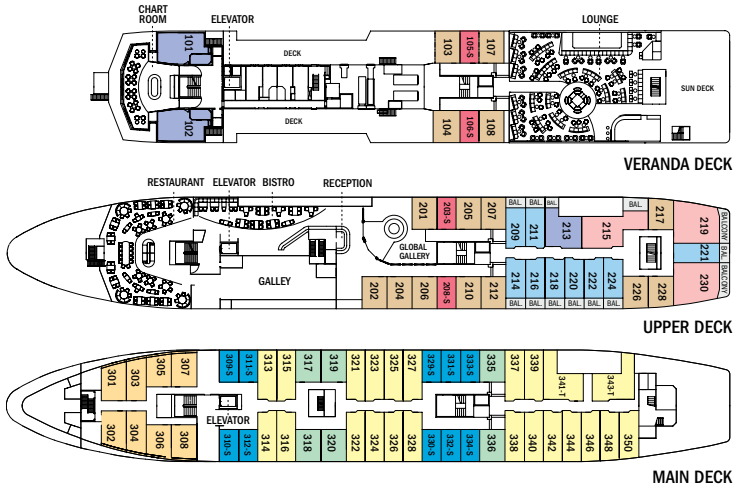 CHART
ROOM
ELEVATOR
LOUNGE
101
DECK
103
105-S
107
SUN DECK
102
DECK
104
106-S
108
VERANDA DECK
RESTAURANT
ELEVATOR
BISTRO
RECEPTION
201
203-S
205
207
BAL.
BAL.
BAL.
BAL.
209
211
213
215
217
219
BALCONY
GLOBAL
GALLERY
221
BAL.
GALLEY
202
204
206
208-S
210
212
214
216
218
220
222
224
226
228
230
BALCONY
BAL.
BAL.
BAL.
BAL.
BAL.
BAL.
UPPER DECK
301
303
305
307
309-S
311-S
313
315
317
319
321
323
325
327
329-S
331-S
333-S
335
337
339
341-T
343-T
ELEVATOR
302
304
306
308
310-S
312-S
314
316
318
320
322
324
326
328
330-S
332-S
334-S
336
338
340
342
344
346
348
350
MAIN DECK